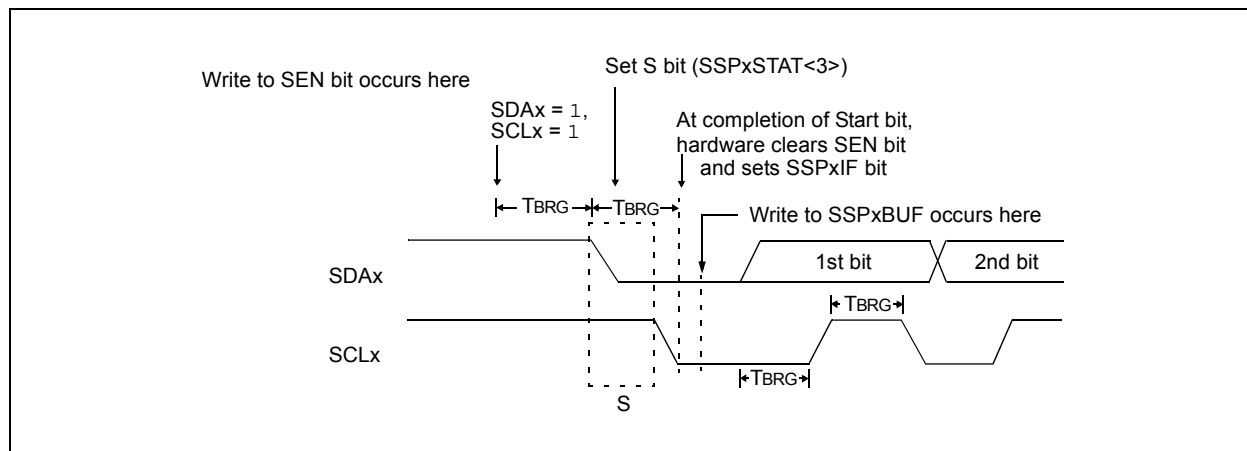 Write to SEN bit occurs here
Set S bit (SSPxSTAT<3>)
SDAx = 1,
SCLx = 1
At completion of Start bit,
hardware clears SEN bit
and sets SSPxIF bit
TBRG
TBRG
Write to SSPxBUF occurs here
SDAx
1st bit
2nd bit
TBRG
SCLx
TBRG
S